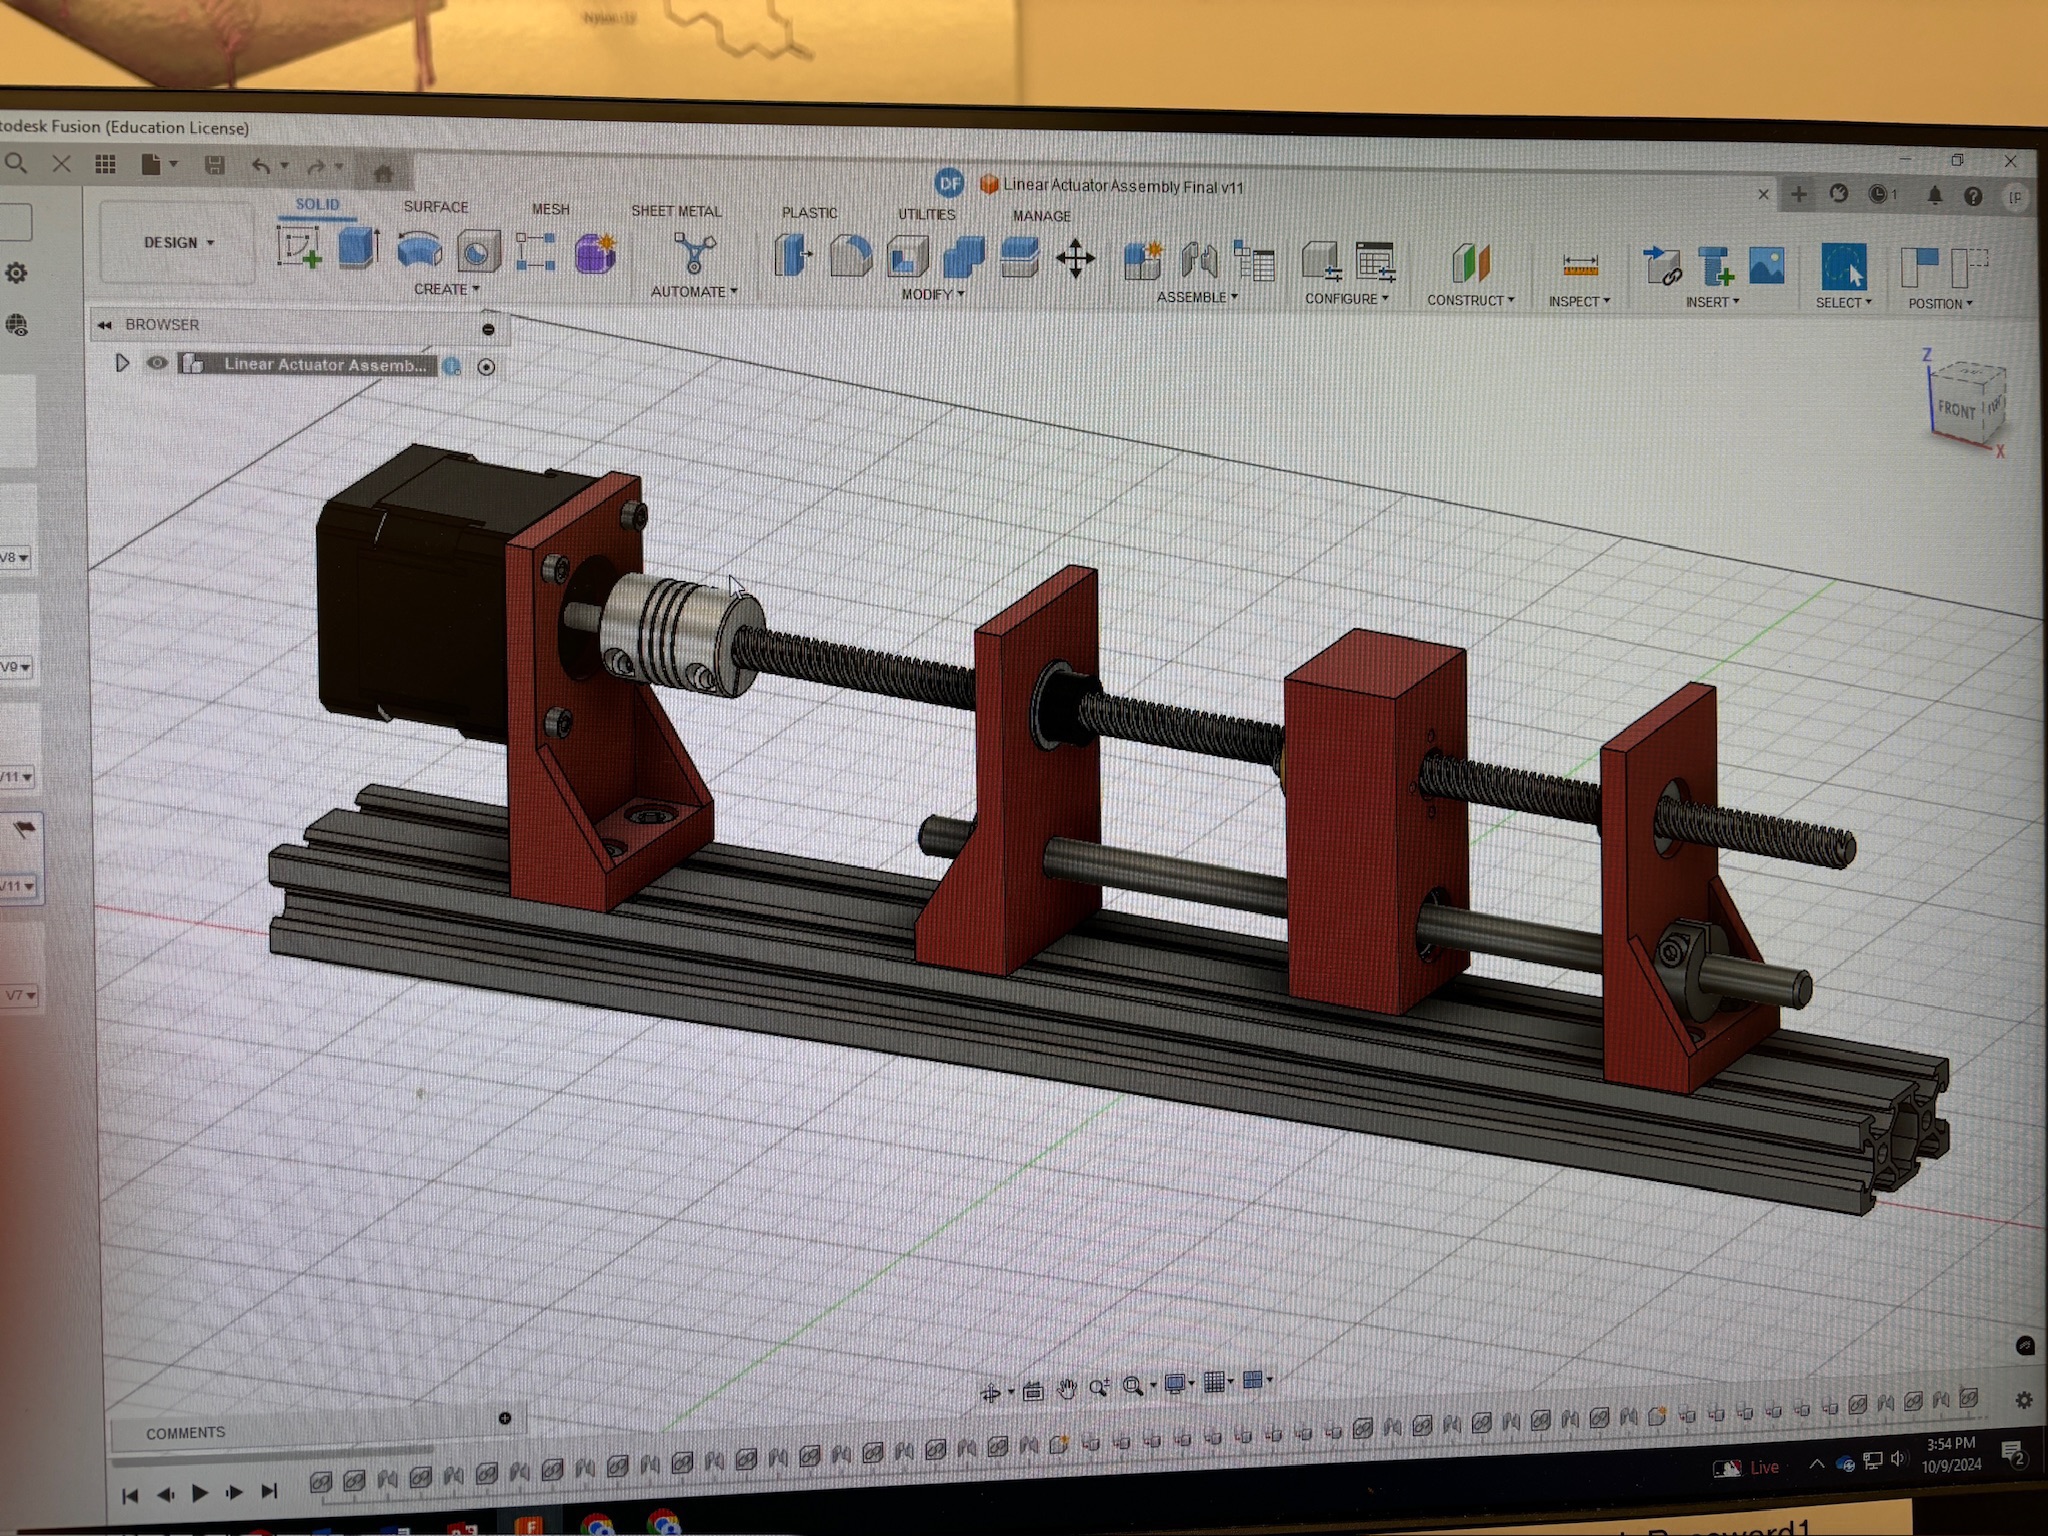 Nylon-12
todesk Fusion (Education License)
DF
Linear Actuator Assembly Final v11
1
SOLID
SURFACE
MESH
SHEET METAL
PLASTIC
UTILITIES
MANAGE
DESIGN
CREATE
AUTOMATE
MODIFY
ASSEMBLE
CONFIGURE
CONSTRUCT
INSPECT
INSERT
SELECT
POSITION
BROWSER
Linear Actuator Assemb...
Z
FRONT
X
V8
V9
V11
V11
V7
COMMENTS
Live
3:54 PM
10/9/2024
2
F